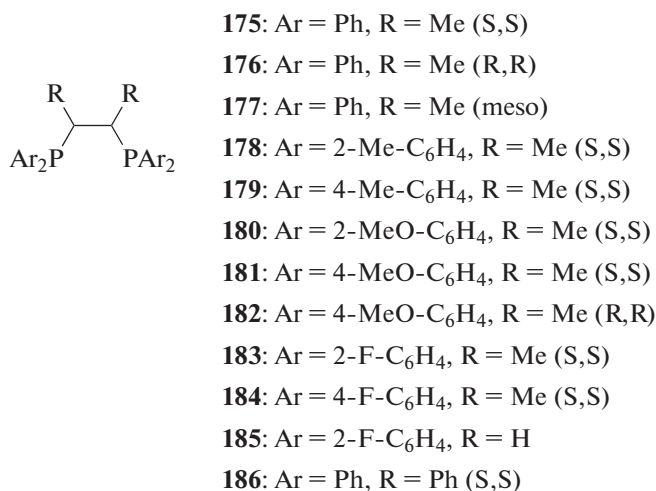 R R
Ar₂P PAr₂
175: Ar = Ph, R = Me (S,S)
176: Ar = Ph, R = Me (R,R)
177: Ar = Ph, R = Me (meso)
178: Ar = 2-Me-C₆H₄, R = Me (S,S)
179: Ar = 4-Me-C₆H₄, R = Me (S,S)
180: Ar = 2-MeO-C₆H₄, R = Me (S,S)
181: Ar = 4-MeO-C₆H₄, R = Me (S,S)
182: Ar = 4-MeO-C₆H₄, R = Me (R,R)
183: Ar = 2-F-C₆H₄, R = Me (S,S)
184: Ar = 4-F-C₆H₄, R = Me (S,S)
185: Ar = 2-F-C₆H₄, R = H
186: Ar = Ph, R = Ph (S,S)